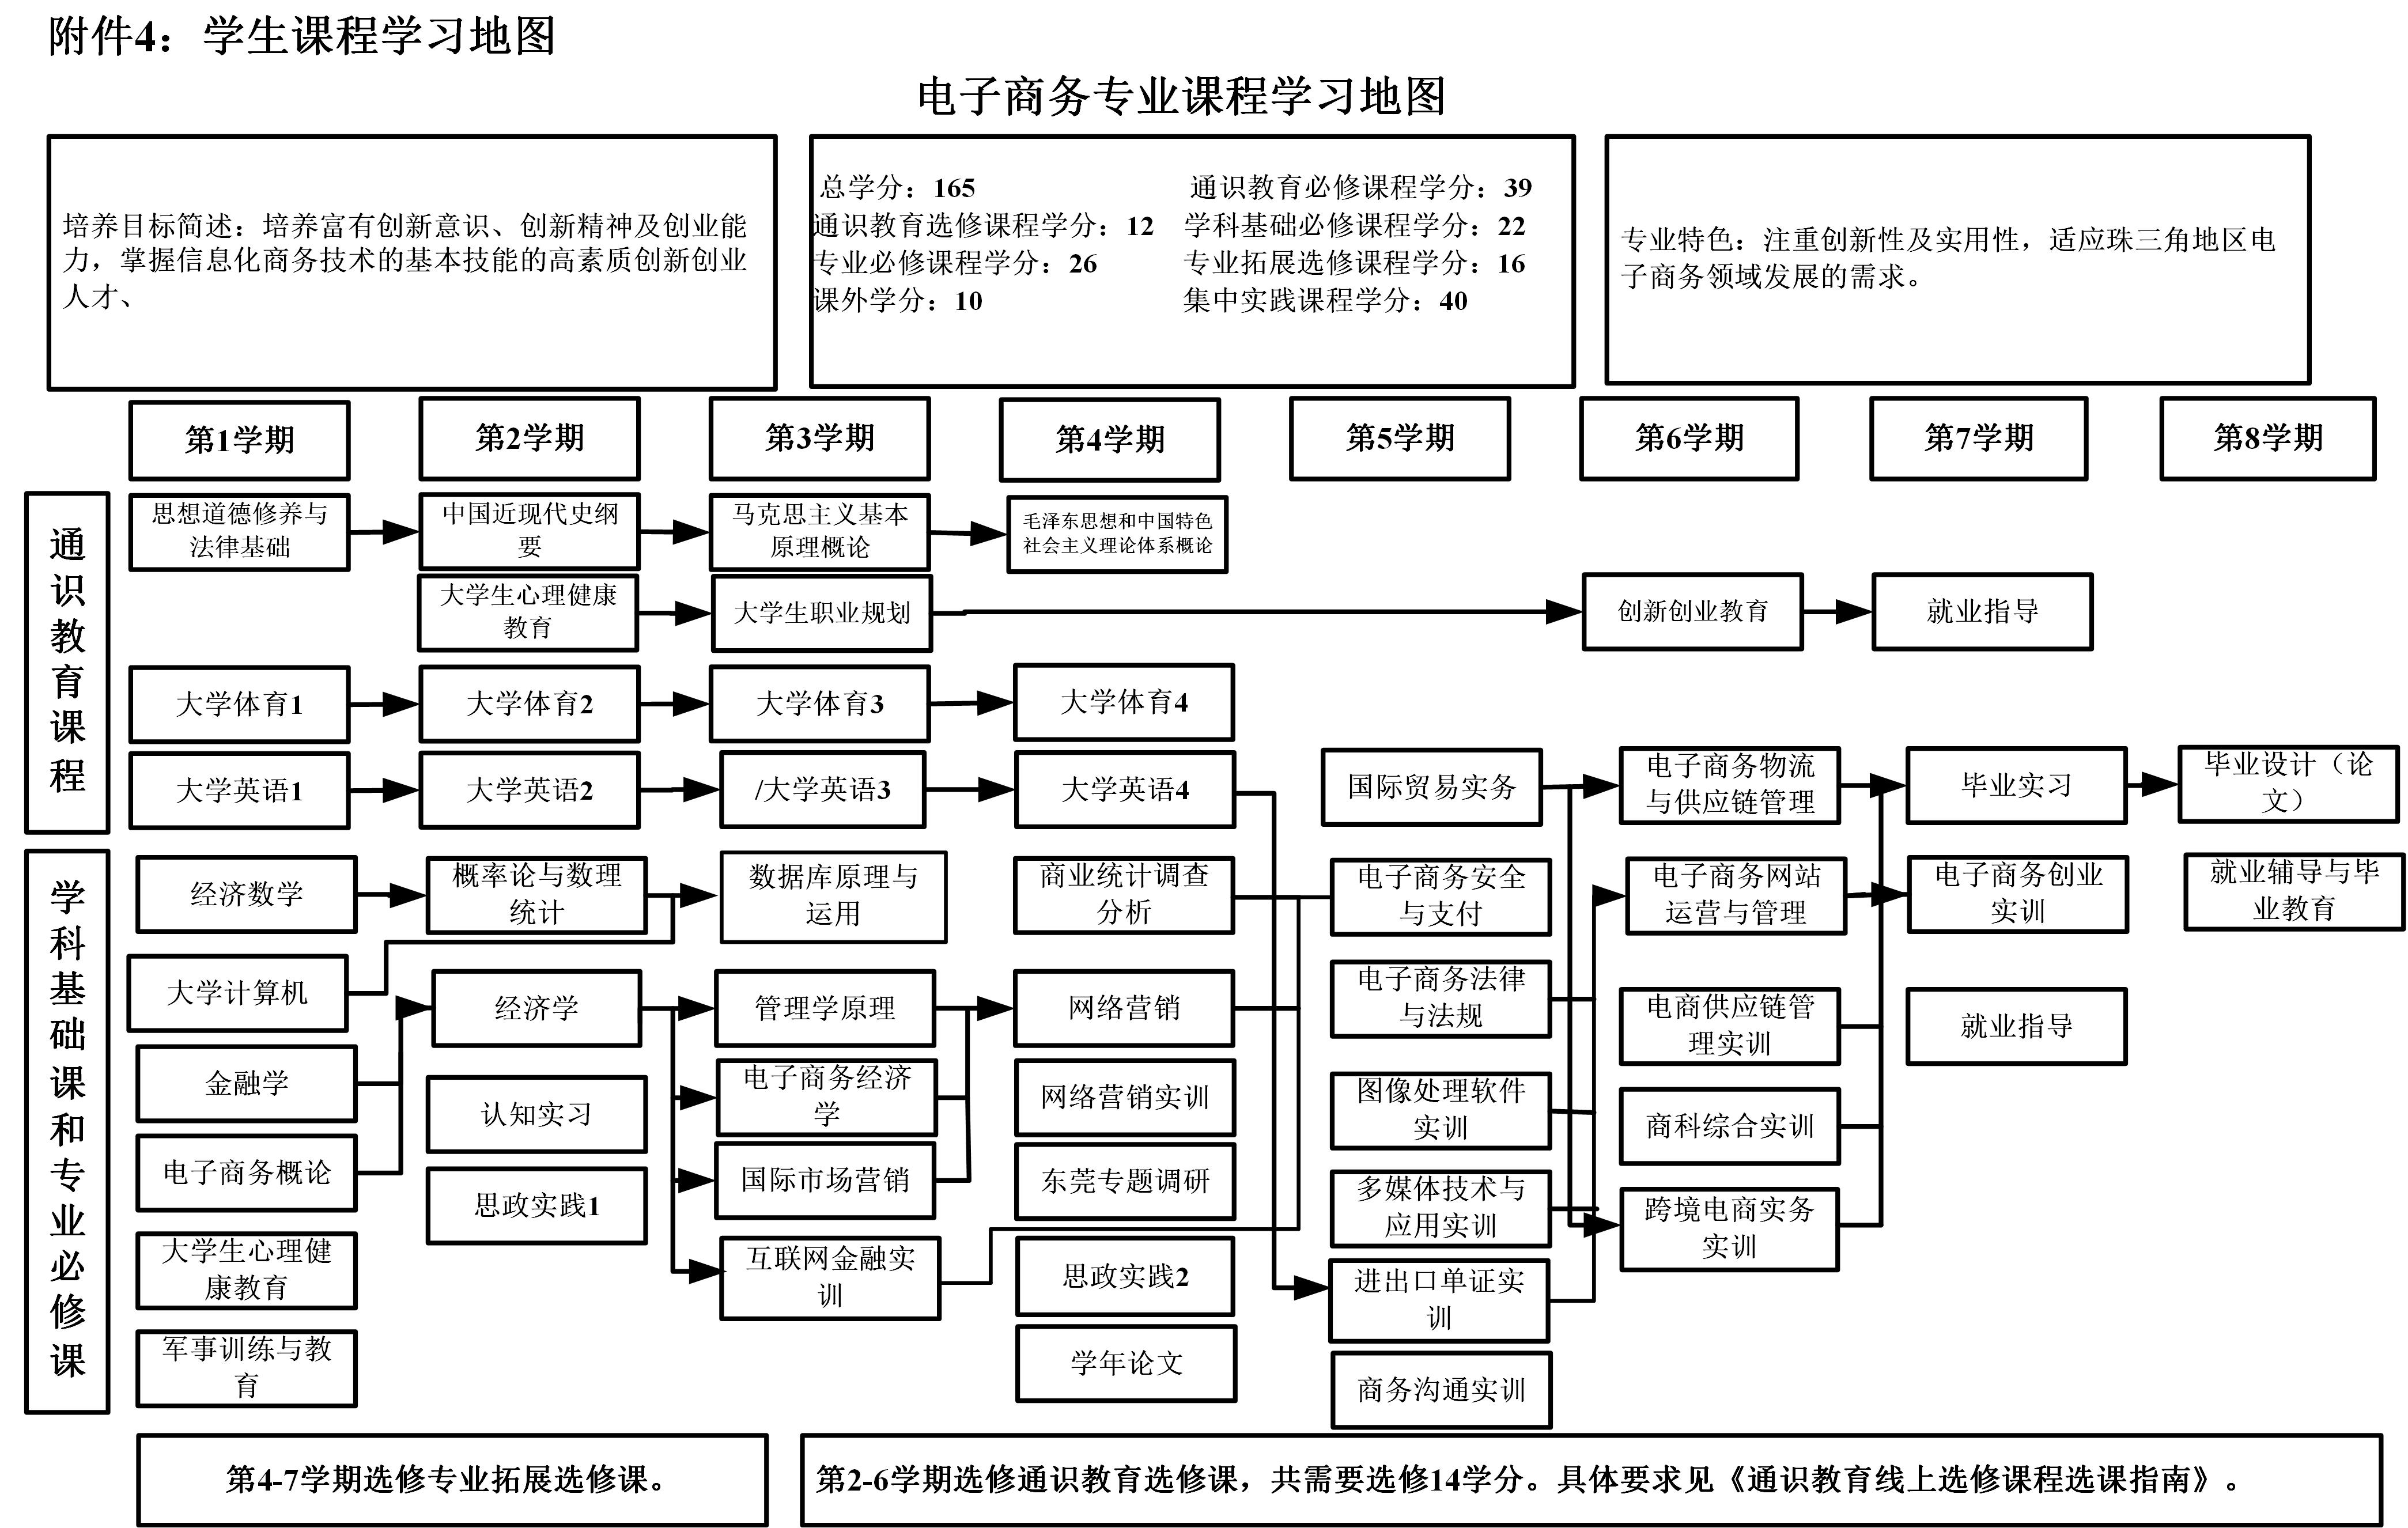 附件4：学生课程学习地图
电子商务专业课程学习地图
培养目标简述：培养富有创新意识、创新精神及创业能
力，掌握信息化商务技术的基本技能的高素质创新创业
人才、
总学分：165 通识教育必修课程学分：39
通识教育选修课程学分：12 学科基础必修课程学分：22
专业必修课程学分：26 专业拓展选修课程学分：16
课外学分：10 集中实践课程学分：40
专业特色：注重创新性及实用性，适应珠三角地区电
子商务领域发展的需求。
第1学期
第2学期
第3学期
第4学期
第5学期
第6学期
第7学期
第8学期
通识教育课程
思想道德修养与
法律基础
中国近现代史纲
要
马克思主义基本
原理概论
毛泽东思想和中国特色
社会主义理论体系概论
大学生心理健康
教育
大学生职业规划
创新创业教育
就业指导
大学体育1
大学体育2
大学体育3
大学体育4
大学英语1
大学英语2
/大学英语3
大学英语4
国际贸易实务
电子商务物流
与供应链管理
毕业实习
毕业设计（论
文）
学科基础课和专业必修课
经济数学
概率论与数理
统计
数据库原理与
运用
商业统计调查
分析
电子商务安全
与支付
电子商务网站
运营与管理
电子商务创业
实训
就业辅导与毕
业教育
大学计算机
经济学
管理学原理
网络营销
电子商务法律
与法规
电商供应链管
理实训
就业指导
金融学
认知实习
电子商务经济
学
网络营销实训
图像处理软件
实训
商科综合实训
电子商务概论
思政实践1
国际市场营销
东莞专题调研
多媒体技术与
应用实训
跨境电商实务
实训
大学生心理健
康教育
互联网金融实
训
思政实践2
进出口单证实
训
军事训练与教
育
学年论文
商务沟通实训
第4-7学期选修专业拓展选修课。
第2-6学期选修通识教育选修课，共需要选修14学分。具体要求见《通识教育线上选修课程选课指南》。